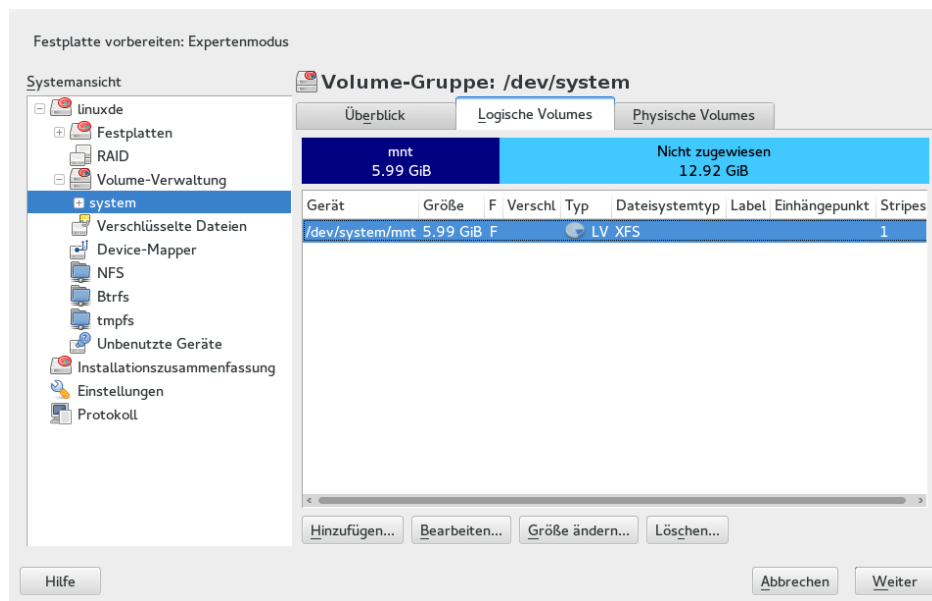 Festplatte vorbereiten: Expertenmodus
Systemansicht
linuxde
Festplatten
RAID
Volume-Verwaltung
system
Verschlüsselte Dateien
Device-Mapper
NFS
Btrfs
tmpfs
Unbenutzte Geräte
Installationszusammenfassung
Einstellungen
Protokoll
Volume-Gruppe: /dev/system
Überblick Logische Volumes Physische Volumes
mnt Nicht zugewiesen
5.99 GiB 12.92 GiB
Gerät Größe F Verschl Typ Dateisystemtyp Label Einhängepunkt Stripes
/dev/system/mnt 5.99 GiB F LV XFS 1
Hinzufügen... Bearbeiten... Größe ändern... Löschen...
Hilfe Abbrechen Weiter